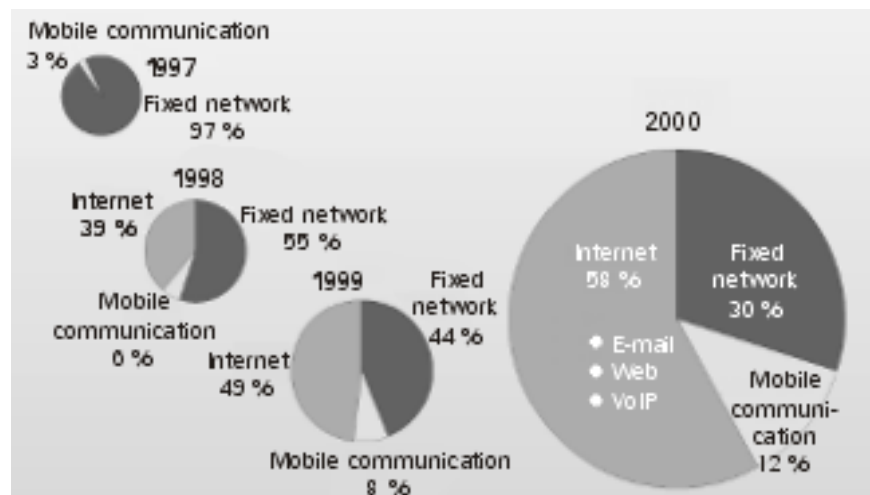 Mobile communication
3 %
1997
Fixed network
97 %
1998
Internet
39 %
Fixed network
55 %
Mobile
communication
0 %
1999
Fixed
network
44 %
Internet
49 %
Mobile communication
8 %
2000
Internet
58 %
• E-mail
• Web
• VoIP
Fixed
network
30 %
Mobile
communi-
cation
12 %